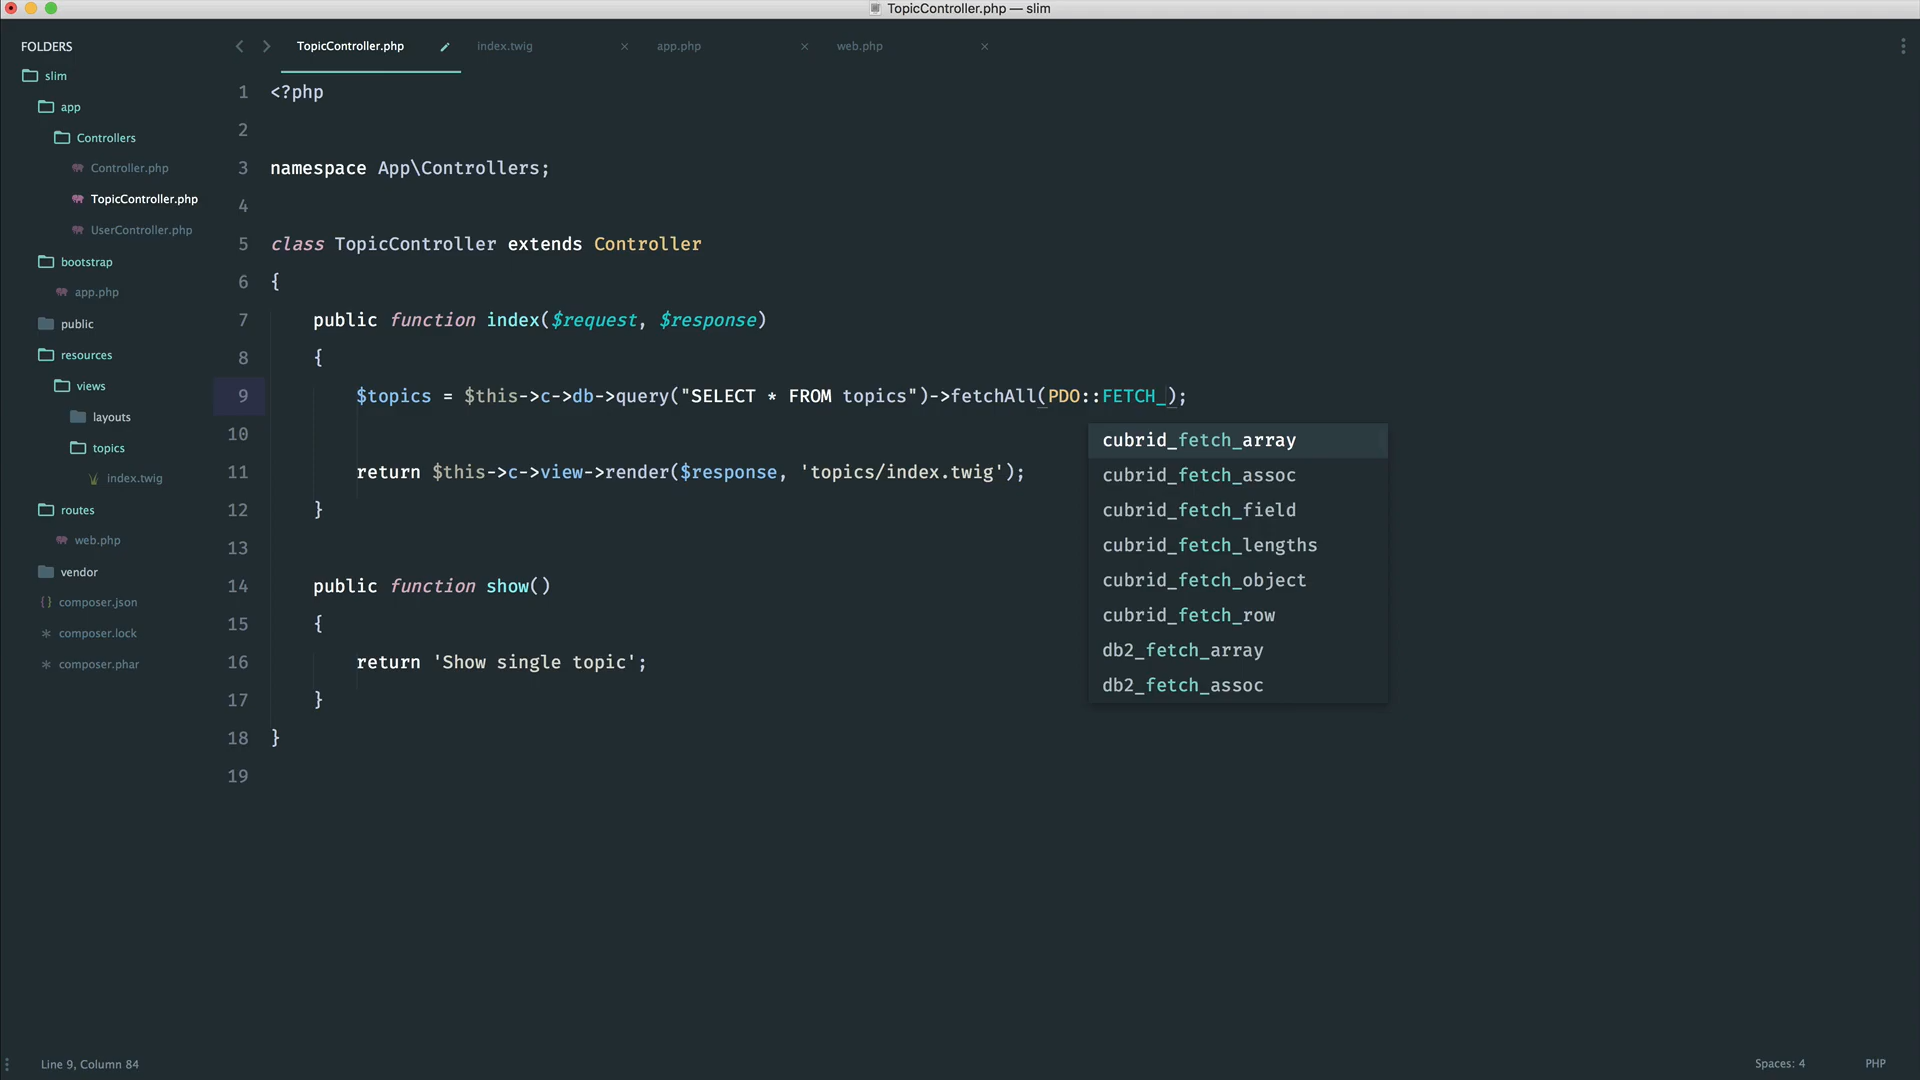 TopicController.php — slim
FOLDERS
slim
app
Controllers
Controller.php
TopicController.php
UserController.php
bootstrap
app.php
public
resources
views
layouts
topics
index.twig
routes
web.php
vendor
composer.json
composer.lock
composer.phar
TopicController.php index.twig app.php web.php
1 <?php
2
3 namespace App\Controllers;
4
5 class TopicController extends Controller
6 {
7 public function index($request, $response)
8 {
9 $topics = $this->c->db->query("SELECT * FROM topics")->fetchAll(PDO::FETCH_);
10
11 return $this->c->view->render($response, 'topics/index.twig');
12 }
13
14 public function show()
15 {
16 return 'Show single topic';
17 }
18 }
19
cubrid_fetch_array
cubrid_fetch_assoc
cubrid_fetch_field
cubrid_fetch_lengths
cubrid_fetch_object
cubrid_fetch_row
db2_fetch_array
db2_fetch_assoc
Line 9, Column 84
Spaces: 4
PHP